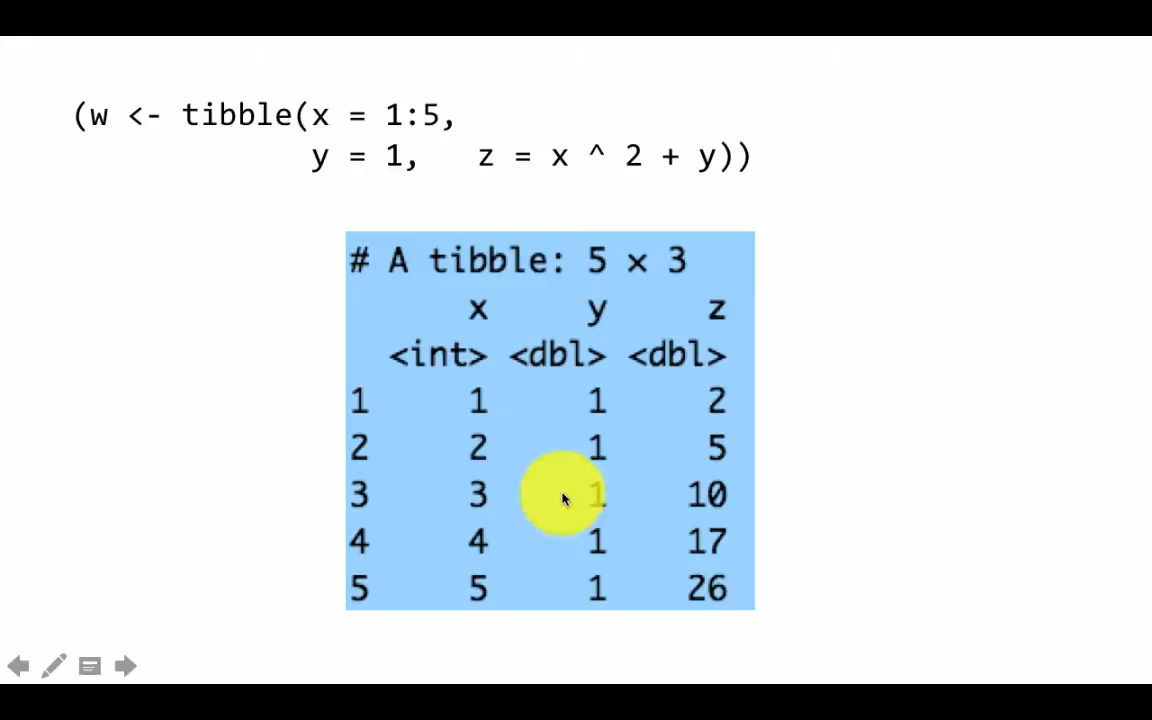 (w <- tibble(x = 1:5,
y = 1, z = x ^ 2 + y))
# A tibble: 5 × 3
x y z
<int> <dbl> <dbl>
1 1 1 2
2 2 1 5
3 3 1 10
4 4 1 17
5 5 1 26